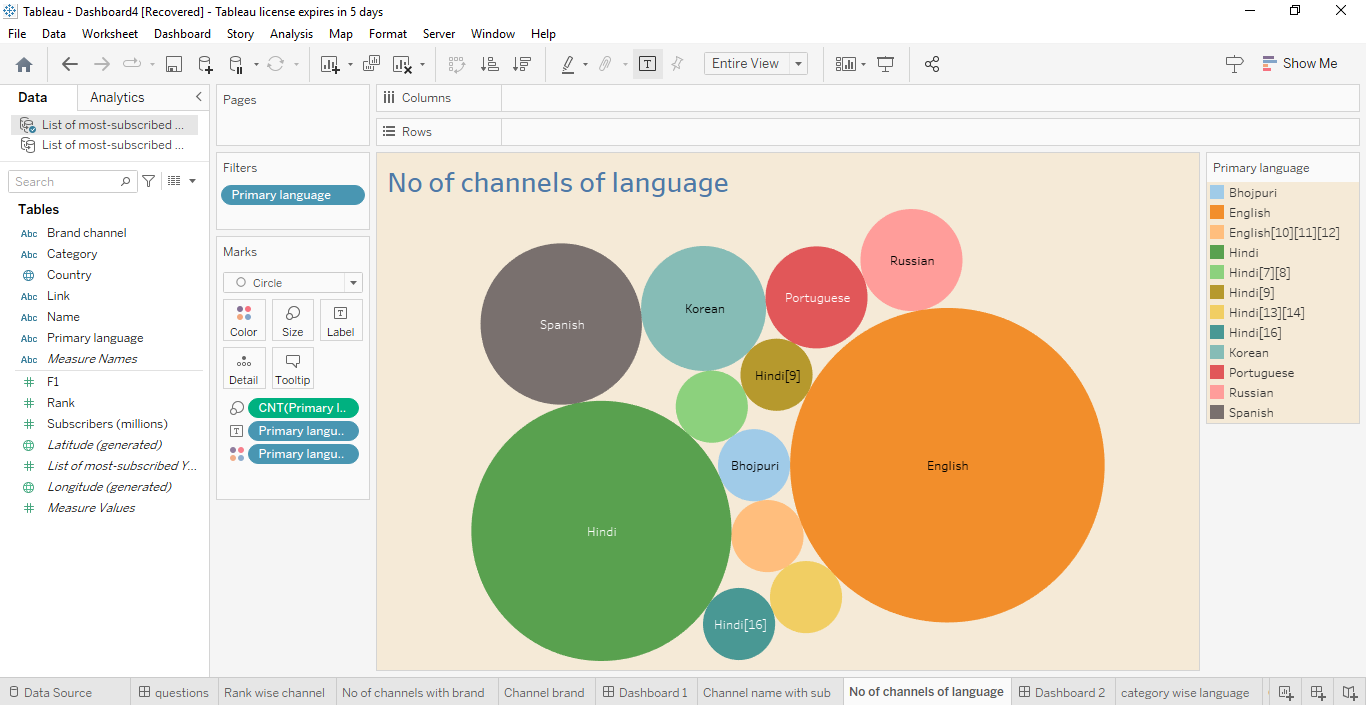 Tableau - Dashboard4 [Recovered] - Tableau license expires in 5 days
File Data Worksheet Dashboard Story Analysis Map Format Server Window Help
Entire View
Show Me
Data Analytics
List of most-subscribed ...
List of most-subscribed ...
Search
Tables
Abc Brand channel
Abc Category
Country
Abc Link
Abc Name
Abc Primary language
Abc Measure Names
# F1
# Rank
# Subscribers (millions)
Latitude (generated)
# List of most-subscribed Y...
Longitude (generated)
# Measure Values
Pages
Filters
Primary language
Marks
Circle
Color Size Label
Detail Tooltip
CNT(Primary l..
Primary langu..
Primary langu..
Columns
Rows
No of channels of language
Russian
Portuguese
Korean
Spanish
Hindi[9]
Bhojpuri
English
Hindi
Hindi[16]
Primary language
Bhojpuri
English
English[10][11][12]
Hindi
Hindi[7][8]
Hindi[9]
Hindi[13][14]
Hindi[16]
Korean
Portuguese
Russian
Spanish
Data Source questions Rank wise channel No of channels with brand Channel brand Dashboard 1 Channel name with sub No of channels of language Dashboard 2 category wise language